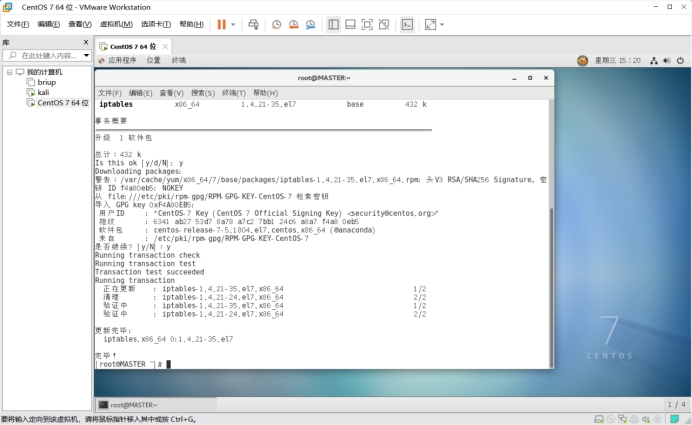 CentOS 7 64 位 - VMware Workstation
文件(F) 编辑(E) 查看(V) 虚拟机(M) 选项卡(T) 帮助(H)
库
在此处键入内容...
我的计算机
briup
kali
CentOS 7 64 位
CentOS 7 64 位
应用程序 位置 终端
星期三 15:20
root@MASTER:~
文件(F) 编辑(E) 查看(V) 搜索(S) 终端(T) 帮助(H)
iptables x86_64 1.4.21-35.el7 base 432 k
事务概要
升级 1 软件包
总计：432 k
Is this ok [y/d/N]: y
Downloading packages:
警告：/var/cache/yum/x86_64/7/base/packages/iptables-1.4.21-35.el7.x86_64.rpm: 头V3 RSA/SHA256 Signature, 密
钥 ID f4a80eb5: NOKEY
从 file:///etc/pki/rpm-gpg/RPM-GPG-KEY-CentOS-7 检索密钥
导入 GPG key 0xF4A80EB5:
用户ID : "CentOS-7 Key (CentOS 7 Official Signing Key) <security@centos.org>"
指纹 : 6341 ab27 53d7 8a78 a7c2 7bb1 24c6 a8a7 f4a8 0eb5
软件包 : centos-release-7-5.1804.el7.centos.x86_64 (@anaconda)
来自 : /etc/pki/rpm-gpg/RPM-GPG-KEY-CentOS-7
是否继续？[y/N]：y
Running transaction check
Running transaction test
Transaction test succeeded
Running transaction
正在更新 : iptables-1.4.21-35.el7.x86_64 1/2
清理 : iptables-1.4.21-24.el7.x86_64 2/2
验证中 : iptables-1.4.21-35.el7.x86_64 1/2
验证中 : iptables-1.4.21-24.el7.x86_64 2/2
更新完毕:
iptables.x86_64 0:1.4.21-35.el7
完毕！
[root@MASTER ~]#
7
CENTOS
root@MASTER:~
1 / 4
要将输入定向到该虚拟机，请将鼠标指针移入其中或按 Ctrl+G。